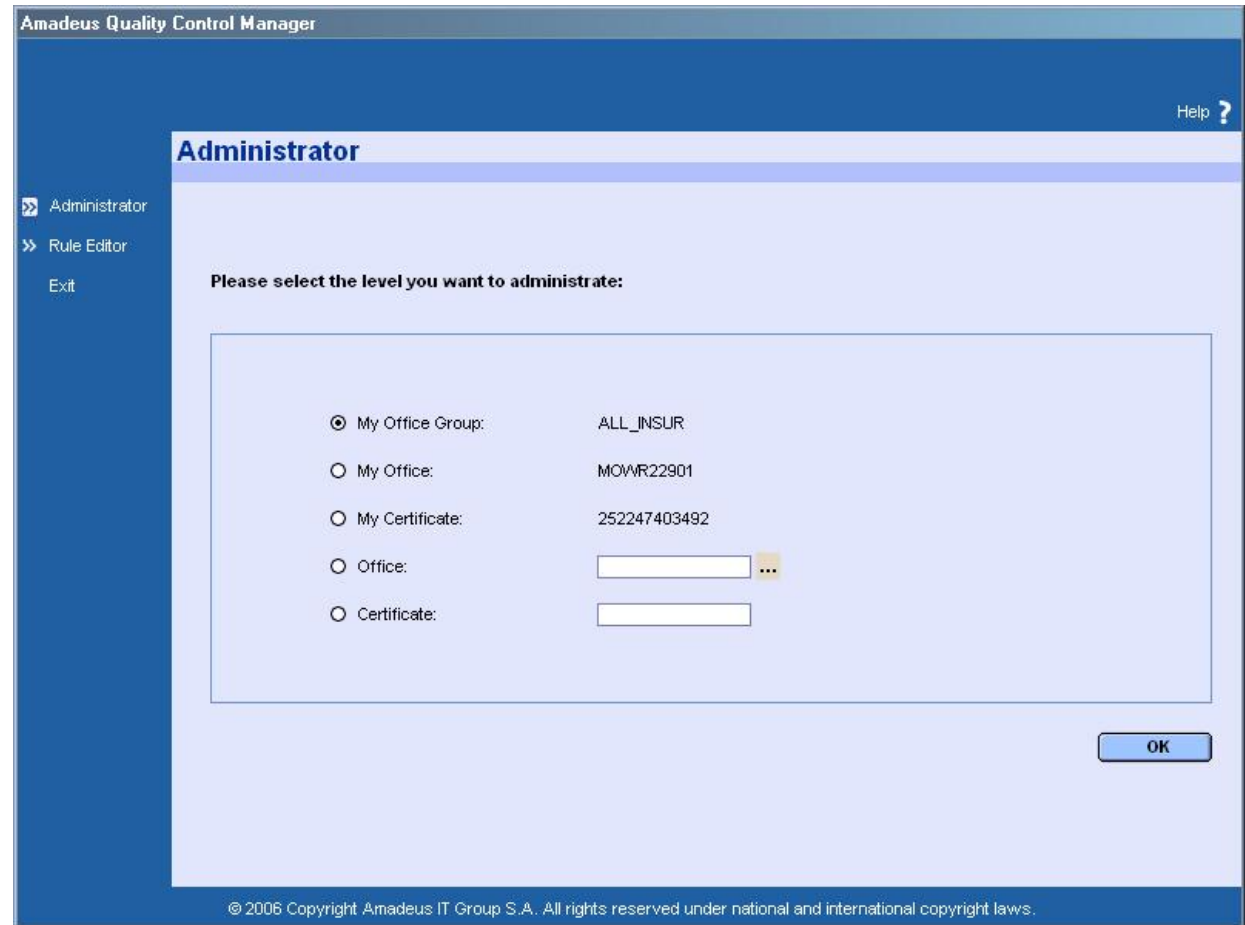 Amadeus Quality Control Manager
Help ?
Administrator
Administrator
Rule Editor
Exit
Please select the level you want to administrate:
My Office Group: ALL_INSUR
My Office: MOWR22901
My Certificate: 252247403492
Office: ...
Certificate:
OK
© 2006 Copyright Amadeus IT Group S.A. All rights reserved under national and international copyright laws.